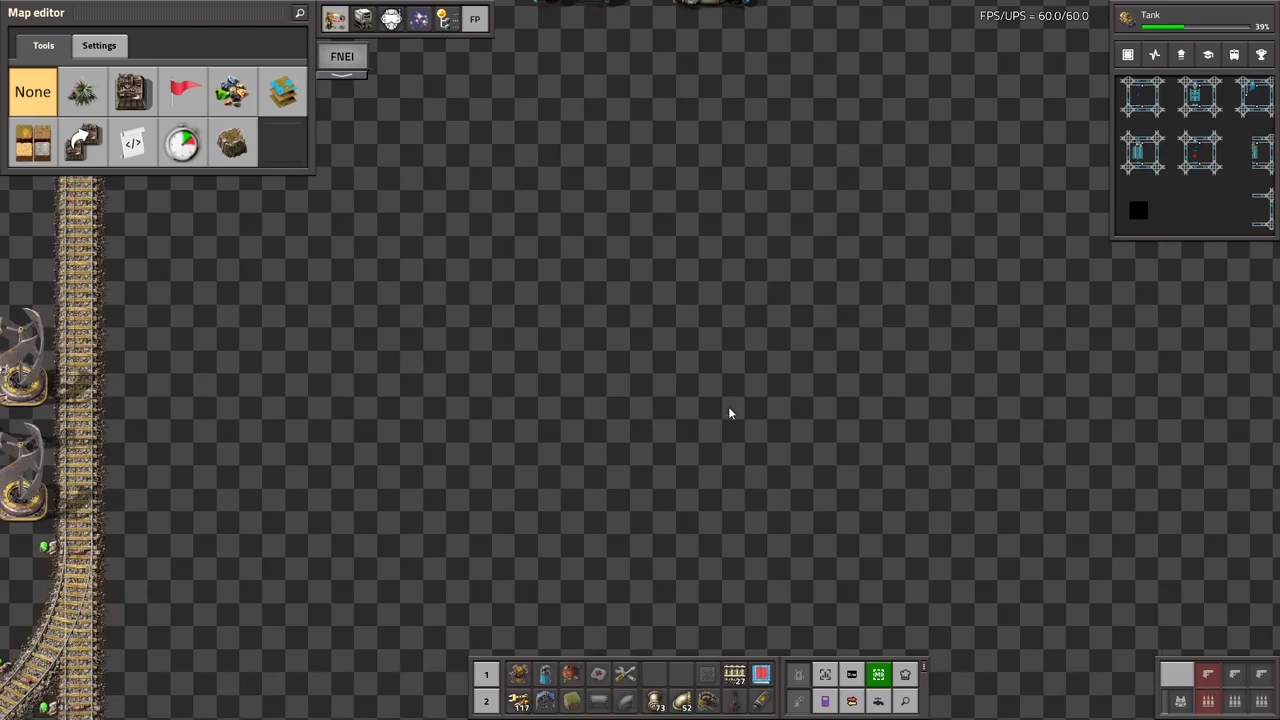 Map editor
Tools
Settings
None
</>
FP
FNEI
FPS/UPS = 60.0/60.0
Tank
39%
1
27
2
117
73
52